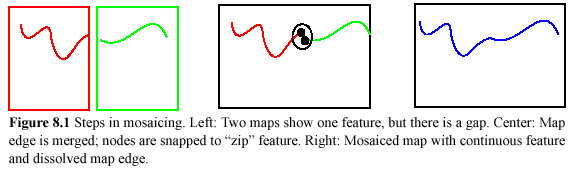 Figure 8.1 Steps in mosaicing. Left: Two maps show one feature, but there is a gap. Center: Map
edge is merged; nodes are snapped to “zip” feature. Right: Mosaiced map with continuous feature
and dissolved map edge.